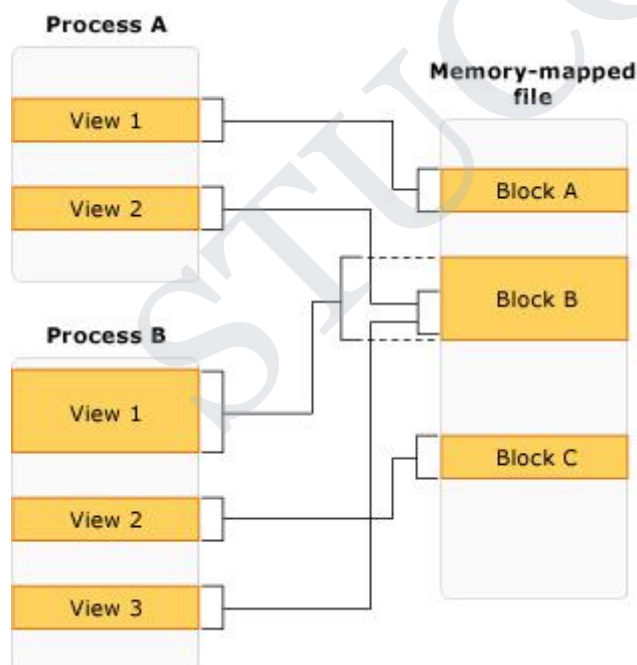 Process A
View 1
View 2
Memory-mapped
file
Block A
Block B
Block C
Process B
View 1
View 2
View 3